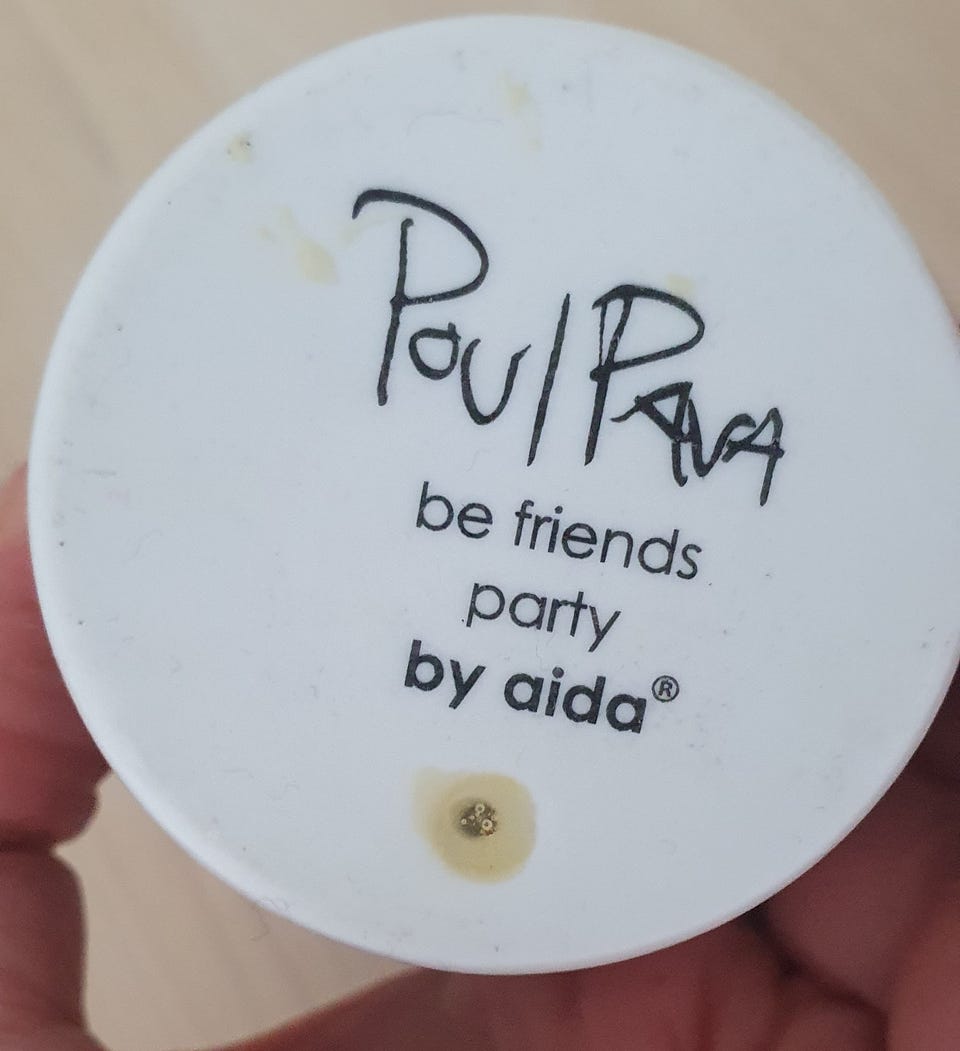 Poul Pava
be friends
party
by aida®